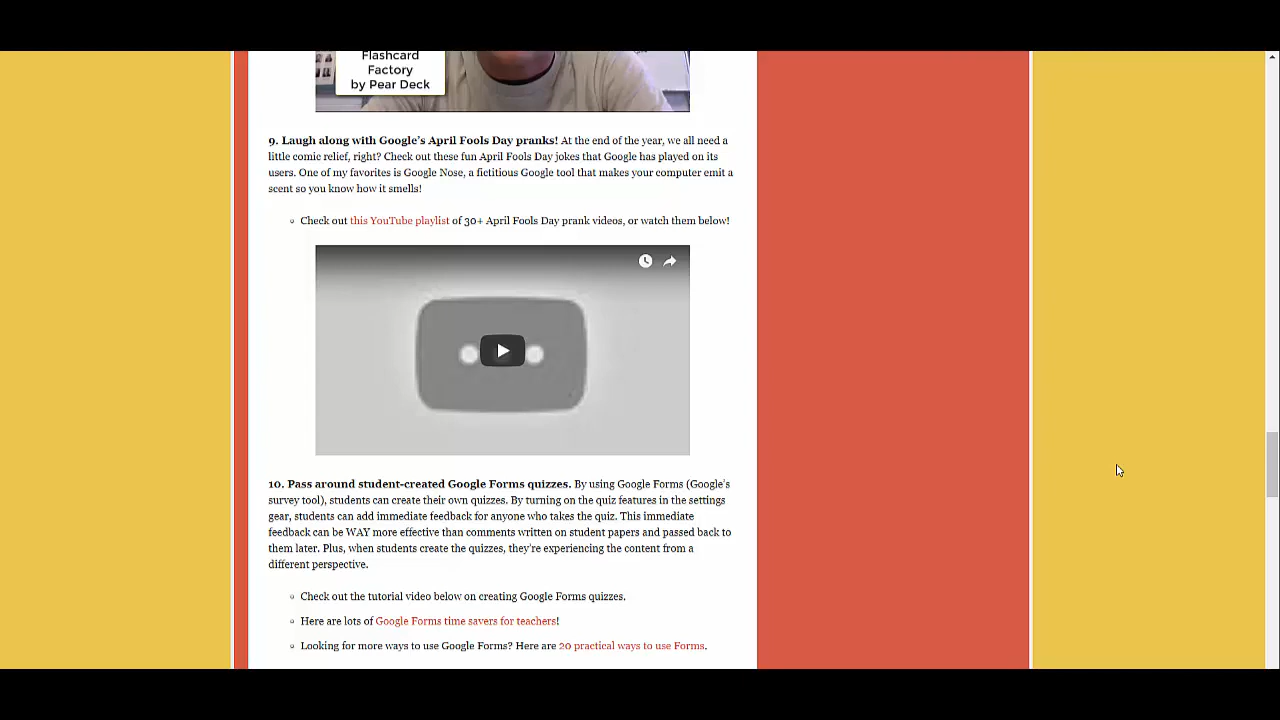 Flashcard
Factory
by Pear Deck
9. Laugh along with Google's April Fools Day pranks! At the end of the year, we all need a
little comic relief, right? Check out these fun April Fools Day jokes that Google has played on its
users. One of my favorites is Google Nose, a fictitious Google tool that makes your computer emit a
scent so you know how it smells!
Check out this YouTube playlist of 30+ April Fools Day prank videos, or watch them below!
10. Pass around student-created Google Forms quizzes. By using Google Forms (Google's
survey tool), students can create their own quizzes. By turning on the quiz features in the settings
gear, students can add immediate feedback for anyone who takes the quiz. This immediate
feedback can be WAY more effective than comments written on student papers and passed back to
them later. Plus, when students create the quizzes, they're experiencing the content from a
different perspective.
Check out the tutorial video below on creating Google Forms quizzes.
Here are lots of Google Forms time savers for teachers!
Looking for more ways to use Google Forms? Here are 20 practical ways to use Forms.